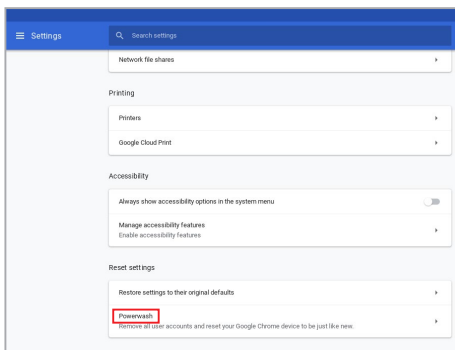 Settings
Search settings
Network file shares
Printing
Printers
Google Cloud Print
Accessibility
Always show accessibility options in the system menu
Manage accessibility features
Enable accessibility features
Reset settings
Restore settings to their original defaults
Powerwash
Remove all user accounts and reset your Google Chrome device to be just like new.